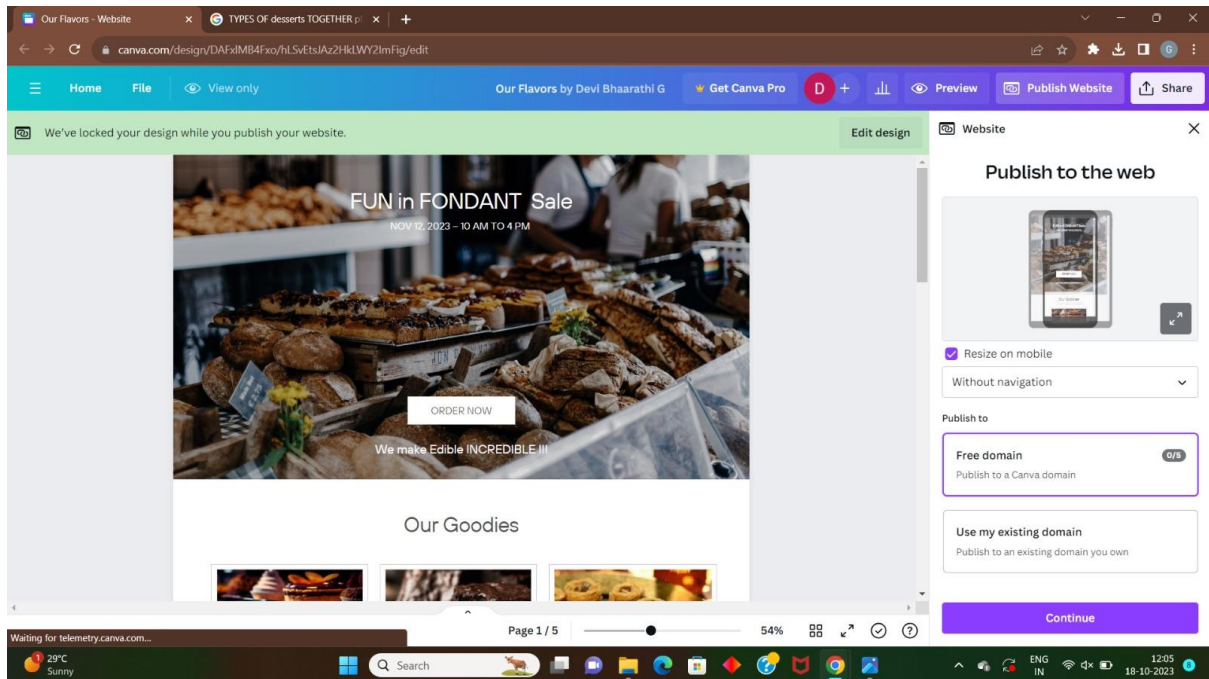 Our Flavors - Website
TYPES OF desserts TOGETHER pi
canva.com/design/DAFxlMB4Fxo/hLSvEtsJAz2HkLWY2ImFig/edit
G
Home File View only Our Flavors by Devi Bhaarathi G Get Canva Pro D + Preview Publish Website Share
We've locked your design while you publish your website. Edit design
Website
Publish to the web
FUN in FONDANT Sale
NOV 12, 2023 – 10 AM TO 4 PM
ORDER NOW
We make Edible INCREDIBLE !!!
Our Goodies
Resize on mobile
Without navigation
Publish to
Free domain 0/5
Publish to a Canva domain
Use my existing domain
Publish to an existing domain you own
Continue
Page 1 / 5 54%
Waiting for telemetry.canva.com...
29°C
Sunny
Search
ENG
IN
12:05
18-10-2023
8